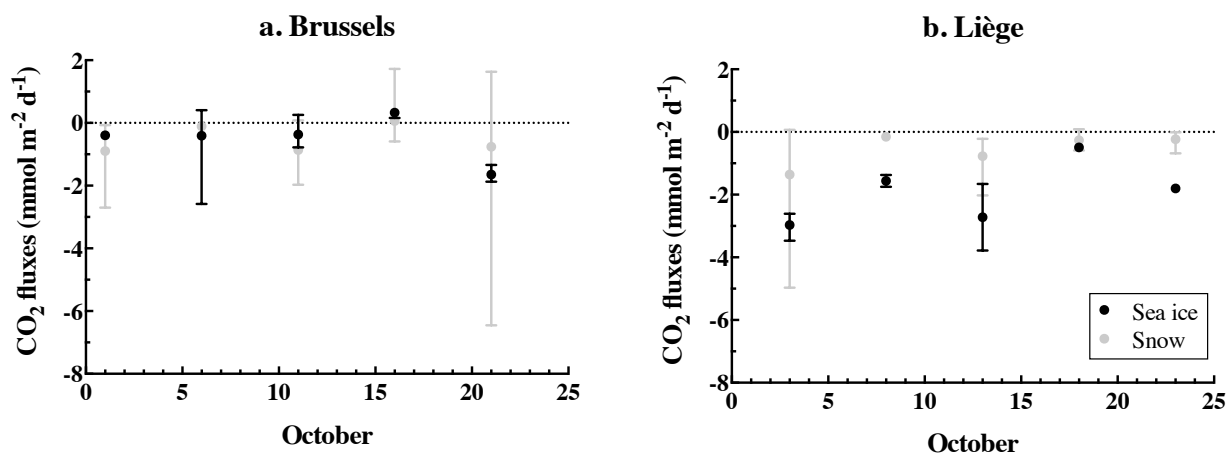 a. Brussels
CO2 fluxes (mmol m-2 d-1)
2
0
-2
-4
-6
-8
0 5 10 15 20 25
October
b. Liège
CO2 fluxes (mmol m-2 d-1)
2
0
-2
-4
-6
-8
0 5 10 15 20 25
October
Sea ice
Snow